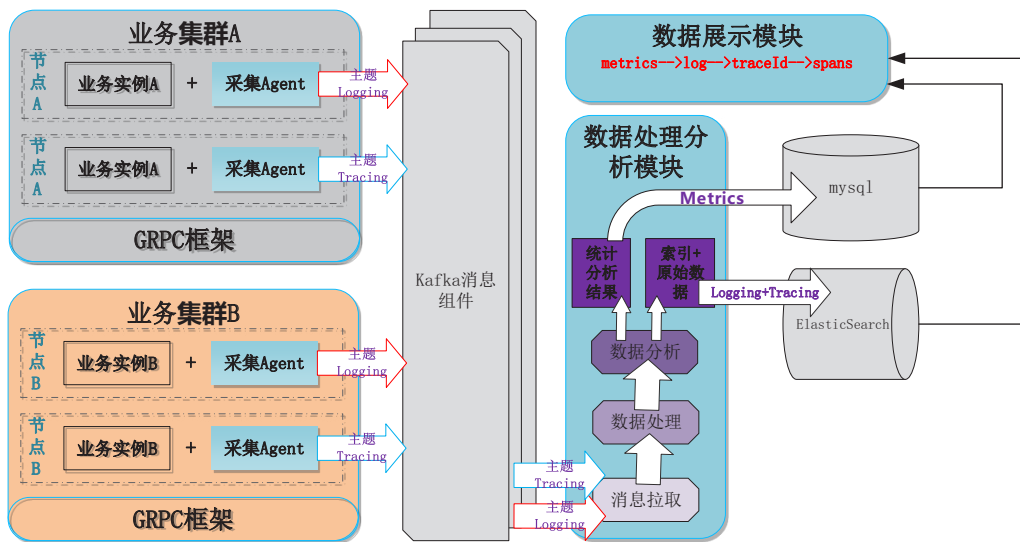 业务集群A
节
点
A
业务实例A
+
采集Agent
主题
Logging
节
点
A
业务实例A
+
采集Agent
主题
Tracing
GRPC框架
业务集群B
节
点
B
业务实例B
+
采集Agent
主题
Logging
节
点
B
业务实例B
+
采集Agent
主题
Tracing
GRPC框架
Kafka消息
组件
主题
Tracing
主题
Logging
数据展示模块
metrics-->log-->traceId-->spans
数据处理分
析模块
Metrics
统计
分析
结果
索引+
原始数
据
Logging+Tracing
数据分析
数据处理
消息拉取
mysql
ElasticSearch